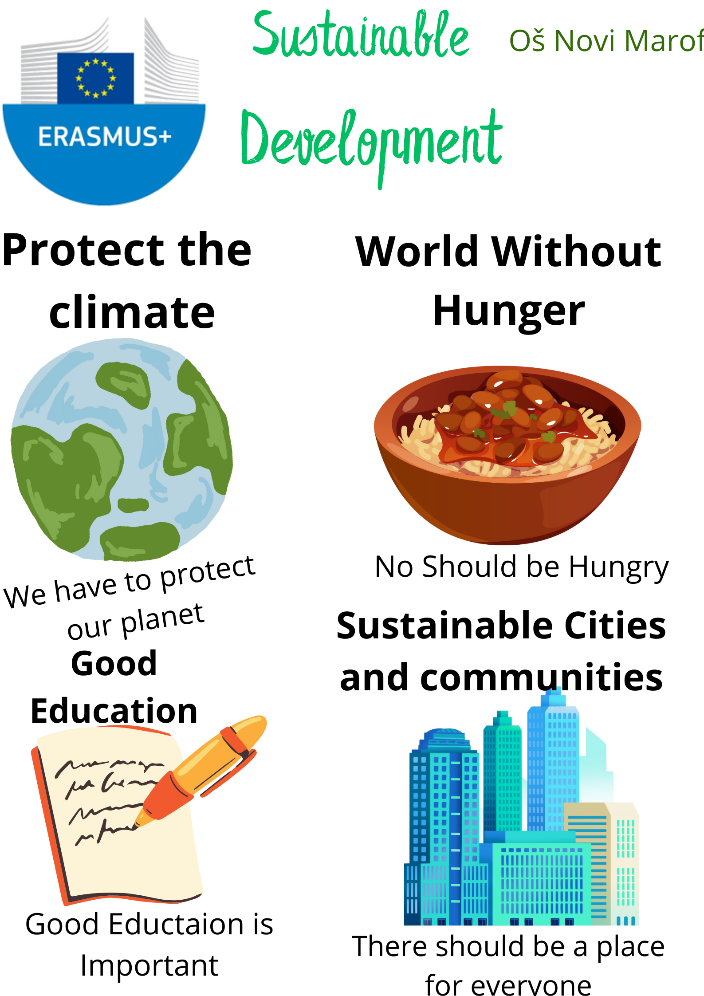 Sustainable
Oš Novi Marof
Development
ERASMUS+
Protect the
climate
World Without
Hunger
We have to protect
our planet
No Should be Hungry
Good
Education
Sustainable Cities
and communities
Good Eductaion is
Important
There should be a place
for everyone